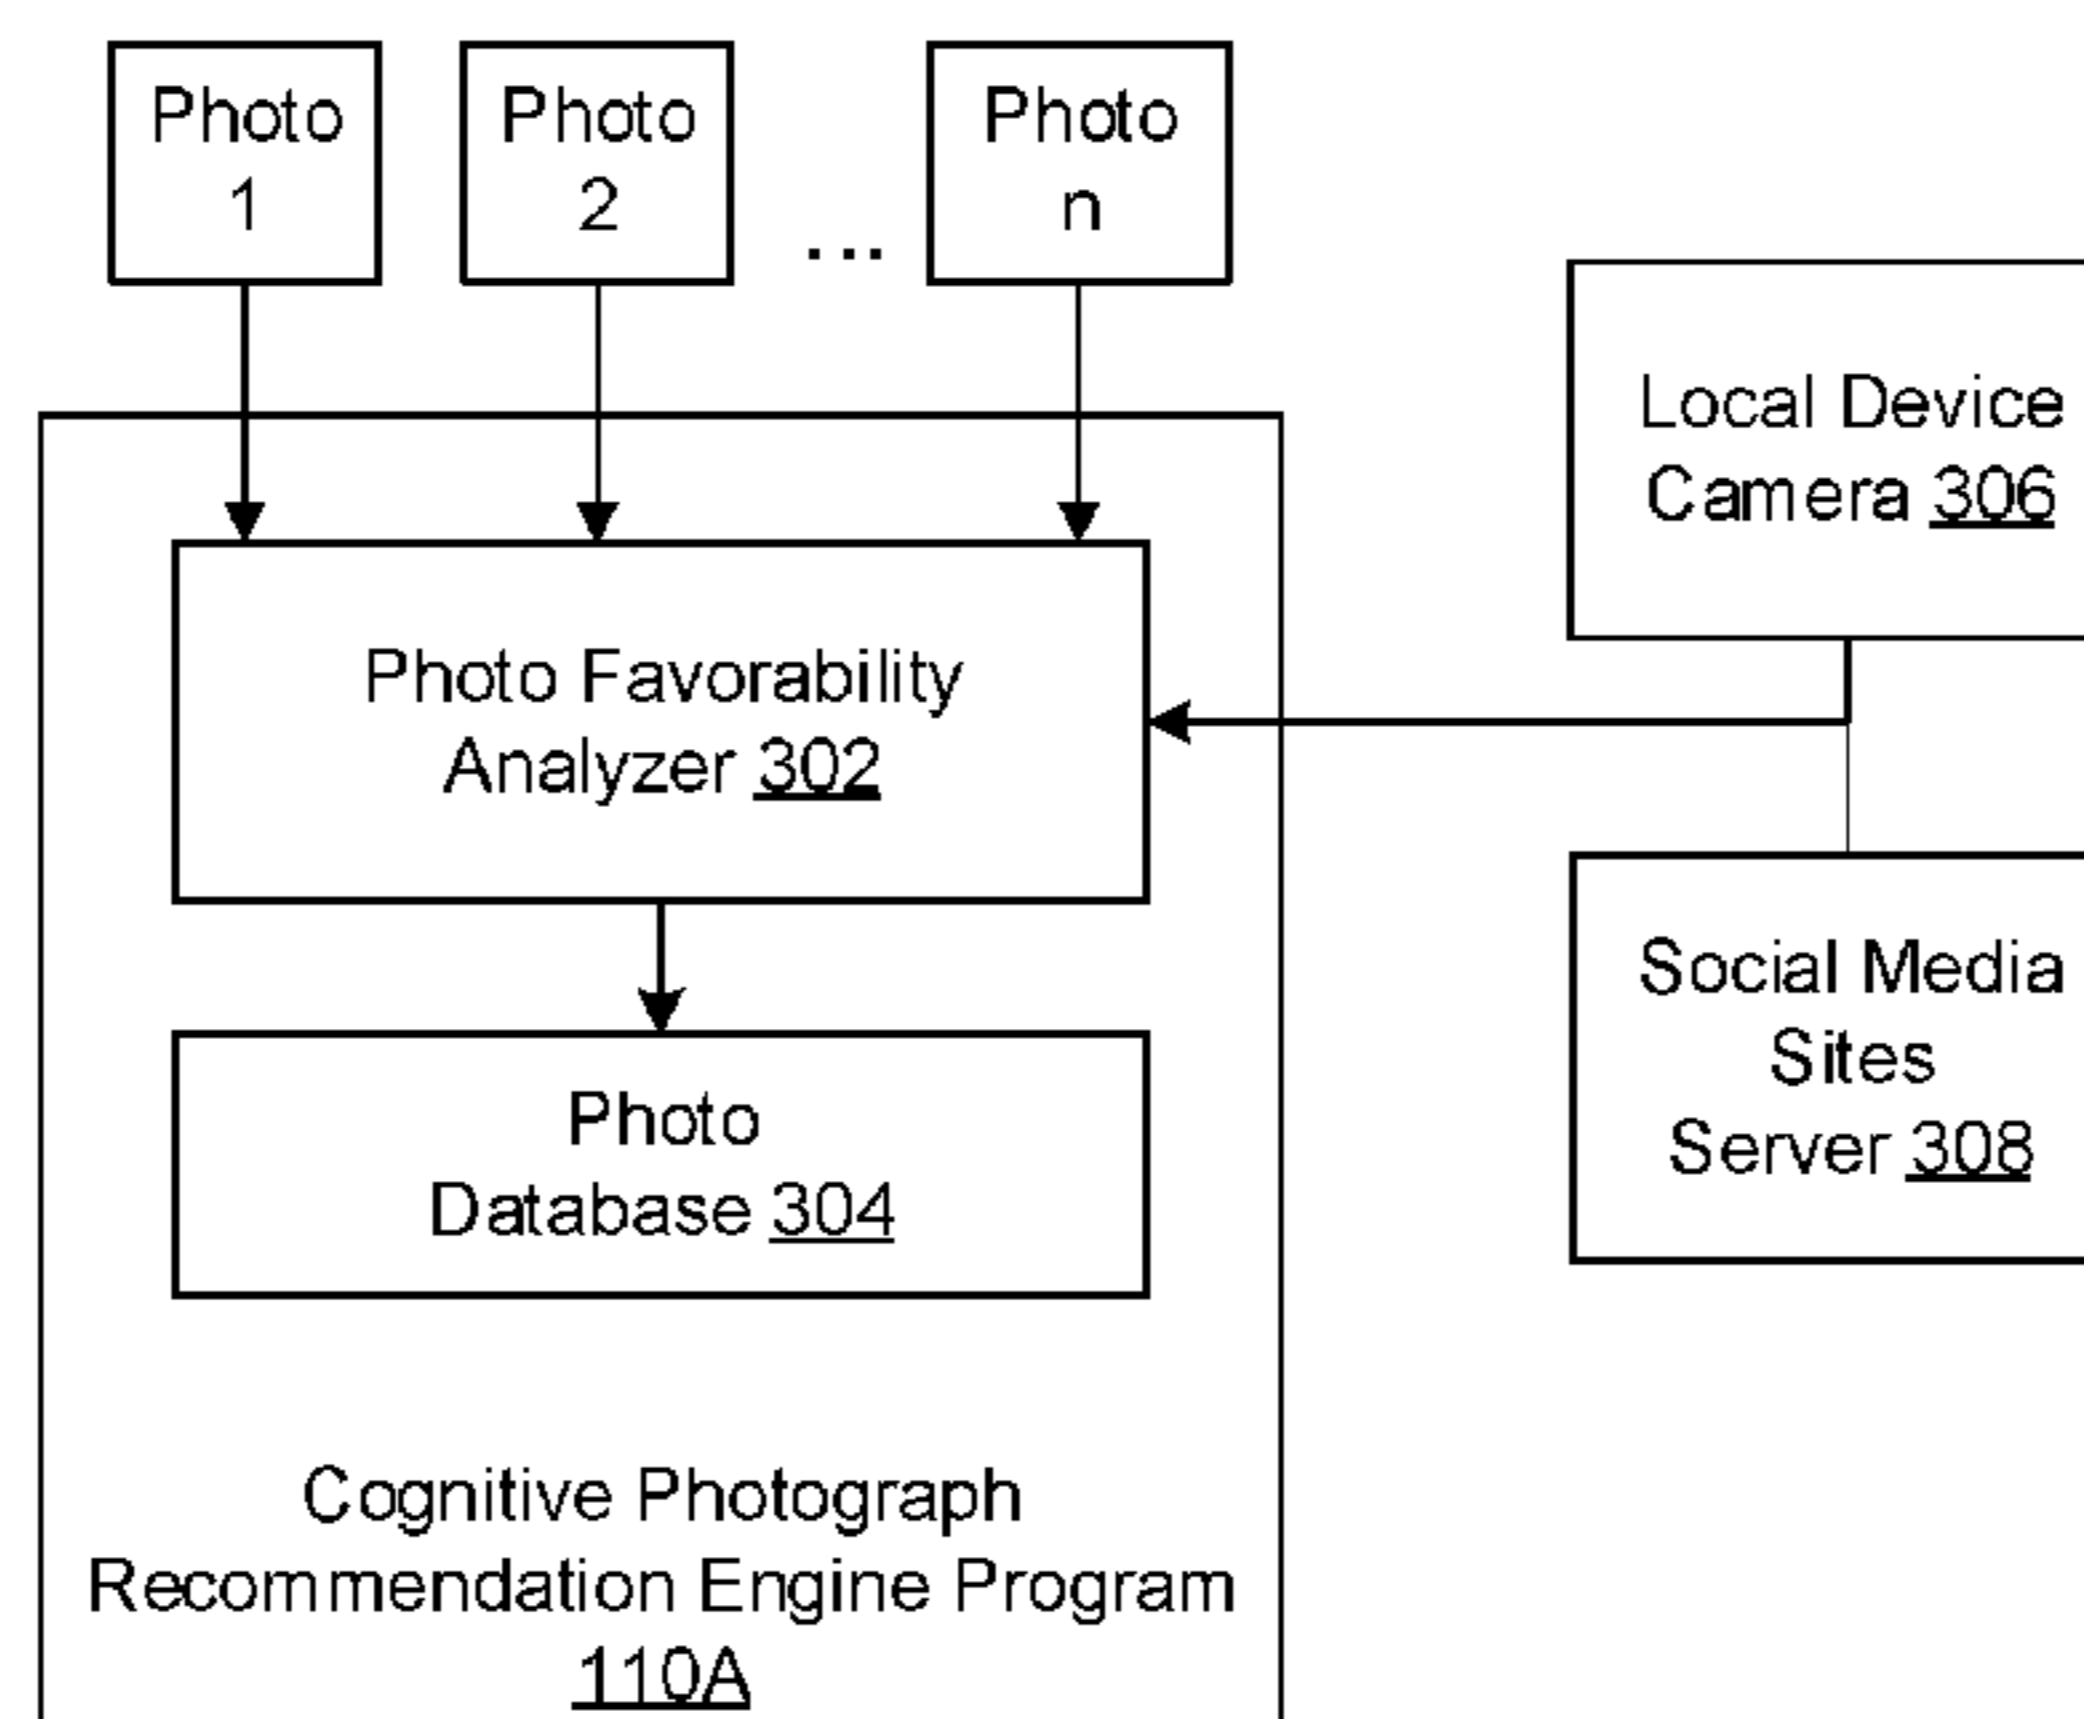 Photo
1
Photo
2
...
Photo
n
Local Device
Camera 306
Photo Favorability
Analyzer 302
Social Media
Sites
Server 308
Photo
Database 304
Cognitive Photograph
Recommendation Engine Program
110A